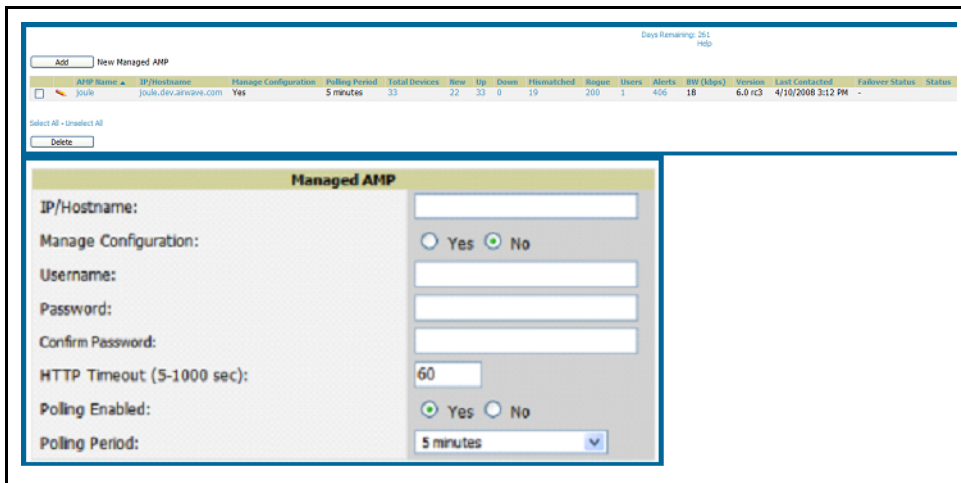 Days Remaining: 261
Help
Add New Managed AMP
AMP Name ▲ IP/Hostname Manage Configuration Polling Period Total Devices New Up Down Mismatched Rogue Users Alerts BW (kbps) Version Last Contacted Failover Status Status
joule joule.dev.airwave.com Yes 5 minutes 33 22 33 0 19 200 1 406 18 6.0 rc3 4/10/2008 3:12 PM -
Select All - Unselect All
Delete
Managed AMP
IP/Hostname:
Manage Configuration: Yes No
Username:
Password:
Confirm Password:
HTTP Timeout (5-1000 sec): 60
Polling Enabled: Yes No
Polling Period: 5 minutes